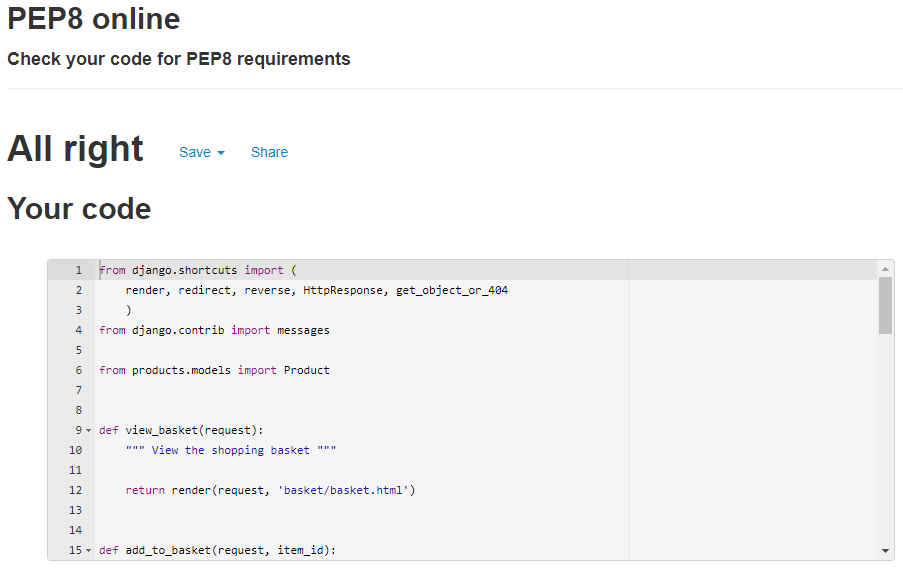 PEP8 online
Check your code for PEP8 requirements
All right Save Share
Your code
1 from django.shortcuts import (
2     render, redirect, reverse, HttpResponse, get_object_or_404
3     )
4 from django.contrib import messages
5
6 from products.models import Product
7
8
9 def view_basket(request):
10     """ View the shopping basket """
11
12     return render(request, 'basket/basket.html')
13
14
15 def add_to_basket(request, item_id):